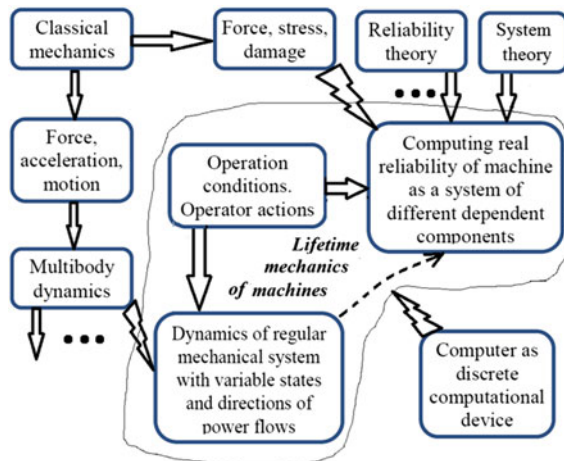 Classical
mechanics
Force, stress,
damage
Reliability
theory
System
theory
Force,
acceleration,
motion
Operation
conditions.
Operator actions
Computing real
reliability of machine
as a system of
different dependent
components
Multibody
dynamics
Lifetime
mechanics
of machines
Dynamics of regular
mechanical system
with variable states
and directions of
power flows
Computer as
discrete
computational
device